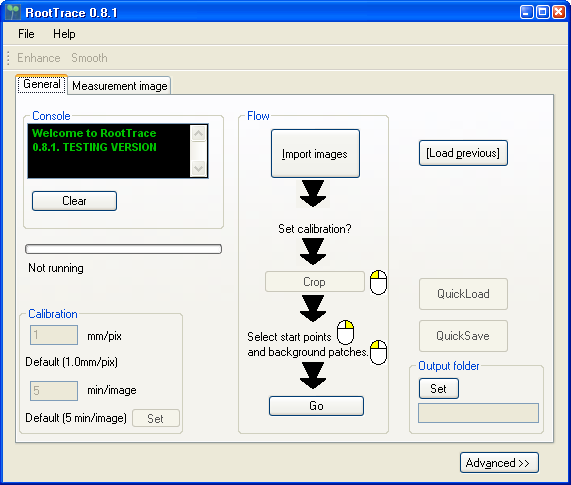 RootTrace 0.8.1
File Help
Enhance Smooth
General Measurement image
Console
Welcome to RootTrace
0.8.1. TESTING VERSION
Clear
Not running
Calibration
1 mm/pix
Default (1.0mm/pix)
5 min/image
Default (5 min/image) Set
Flow
Import images
Set calibration?
Crop
Select start points
and background patches.
Go
[Load previous]
QuickLoad
QuickSave
Output folder
Set
Advanced >>